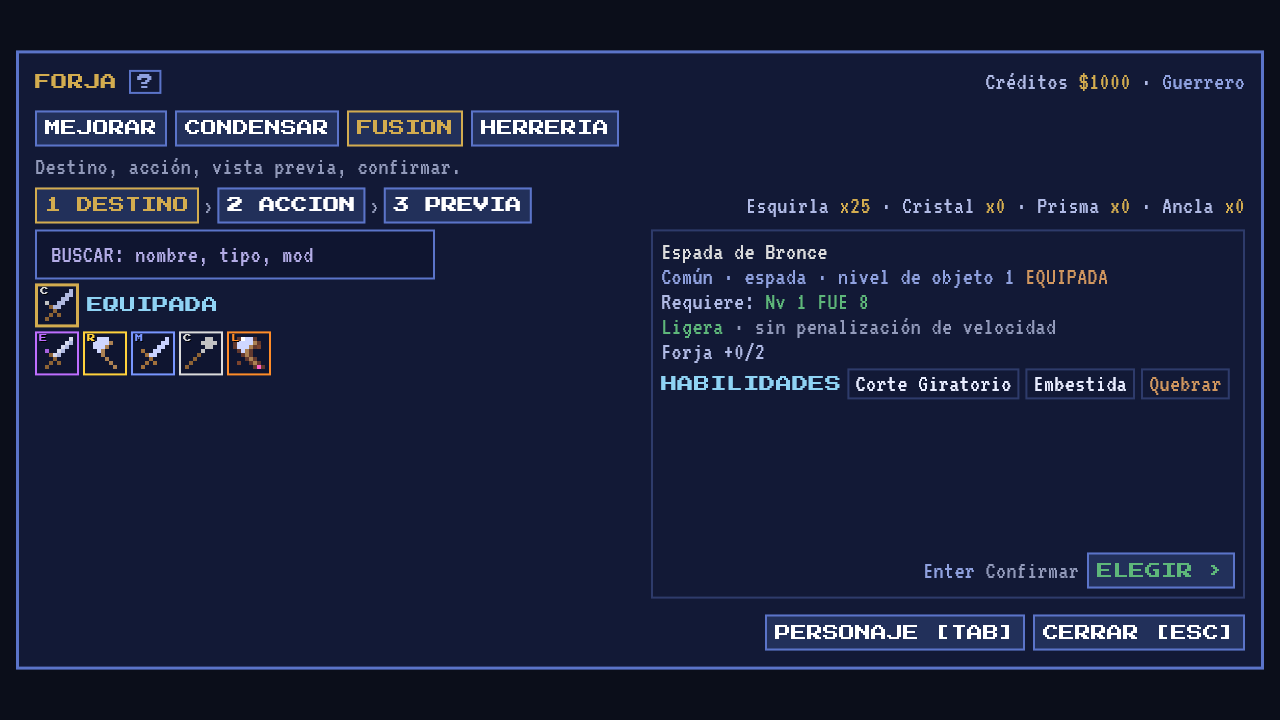 FORJA ?
Créditos $1000 · Guerrero
MEJORAR CONDENSAR FUSION HERRERIA
Destino, acción, vista previa, confirmar.
1 DESTINO › 2 ACCION › 3 PREVIA
Esquirla x25 · Cristal x0 · Prisma x0 · Ancla x0
BUSCAR: nombre, tipo, mod
C EQUIPADA
E R M C L
Espada de Bronce
Común · espada · nivel de objeto 1 EQUIPADA
Requiere: Nv 1 FUE 8
Ligera · sin penalización de velocidad
Forja +0/2
HABILIDADES Corte Giratorio Embestida Quebrar
Enter Confirmar ELEGIR >
PERSONAJE [TAB] CERRAR [ESC]